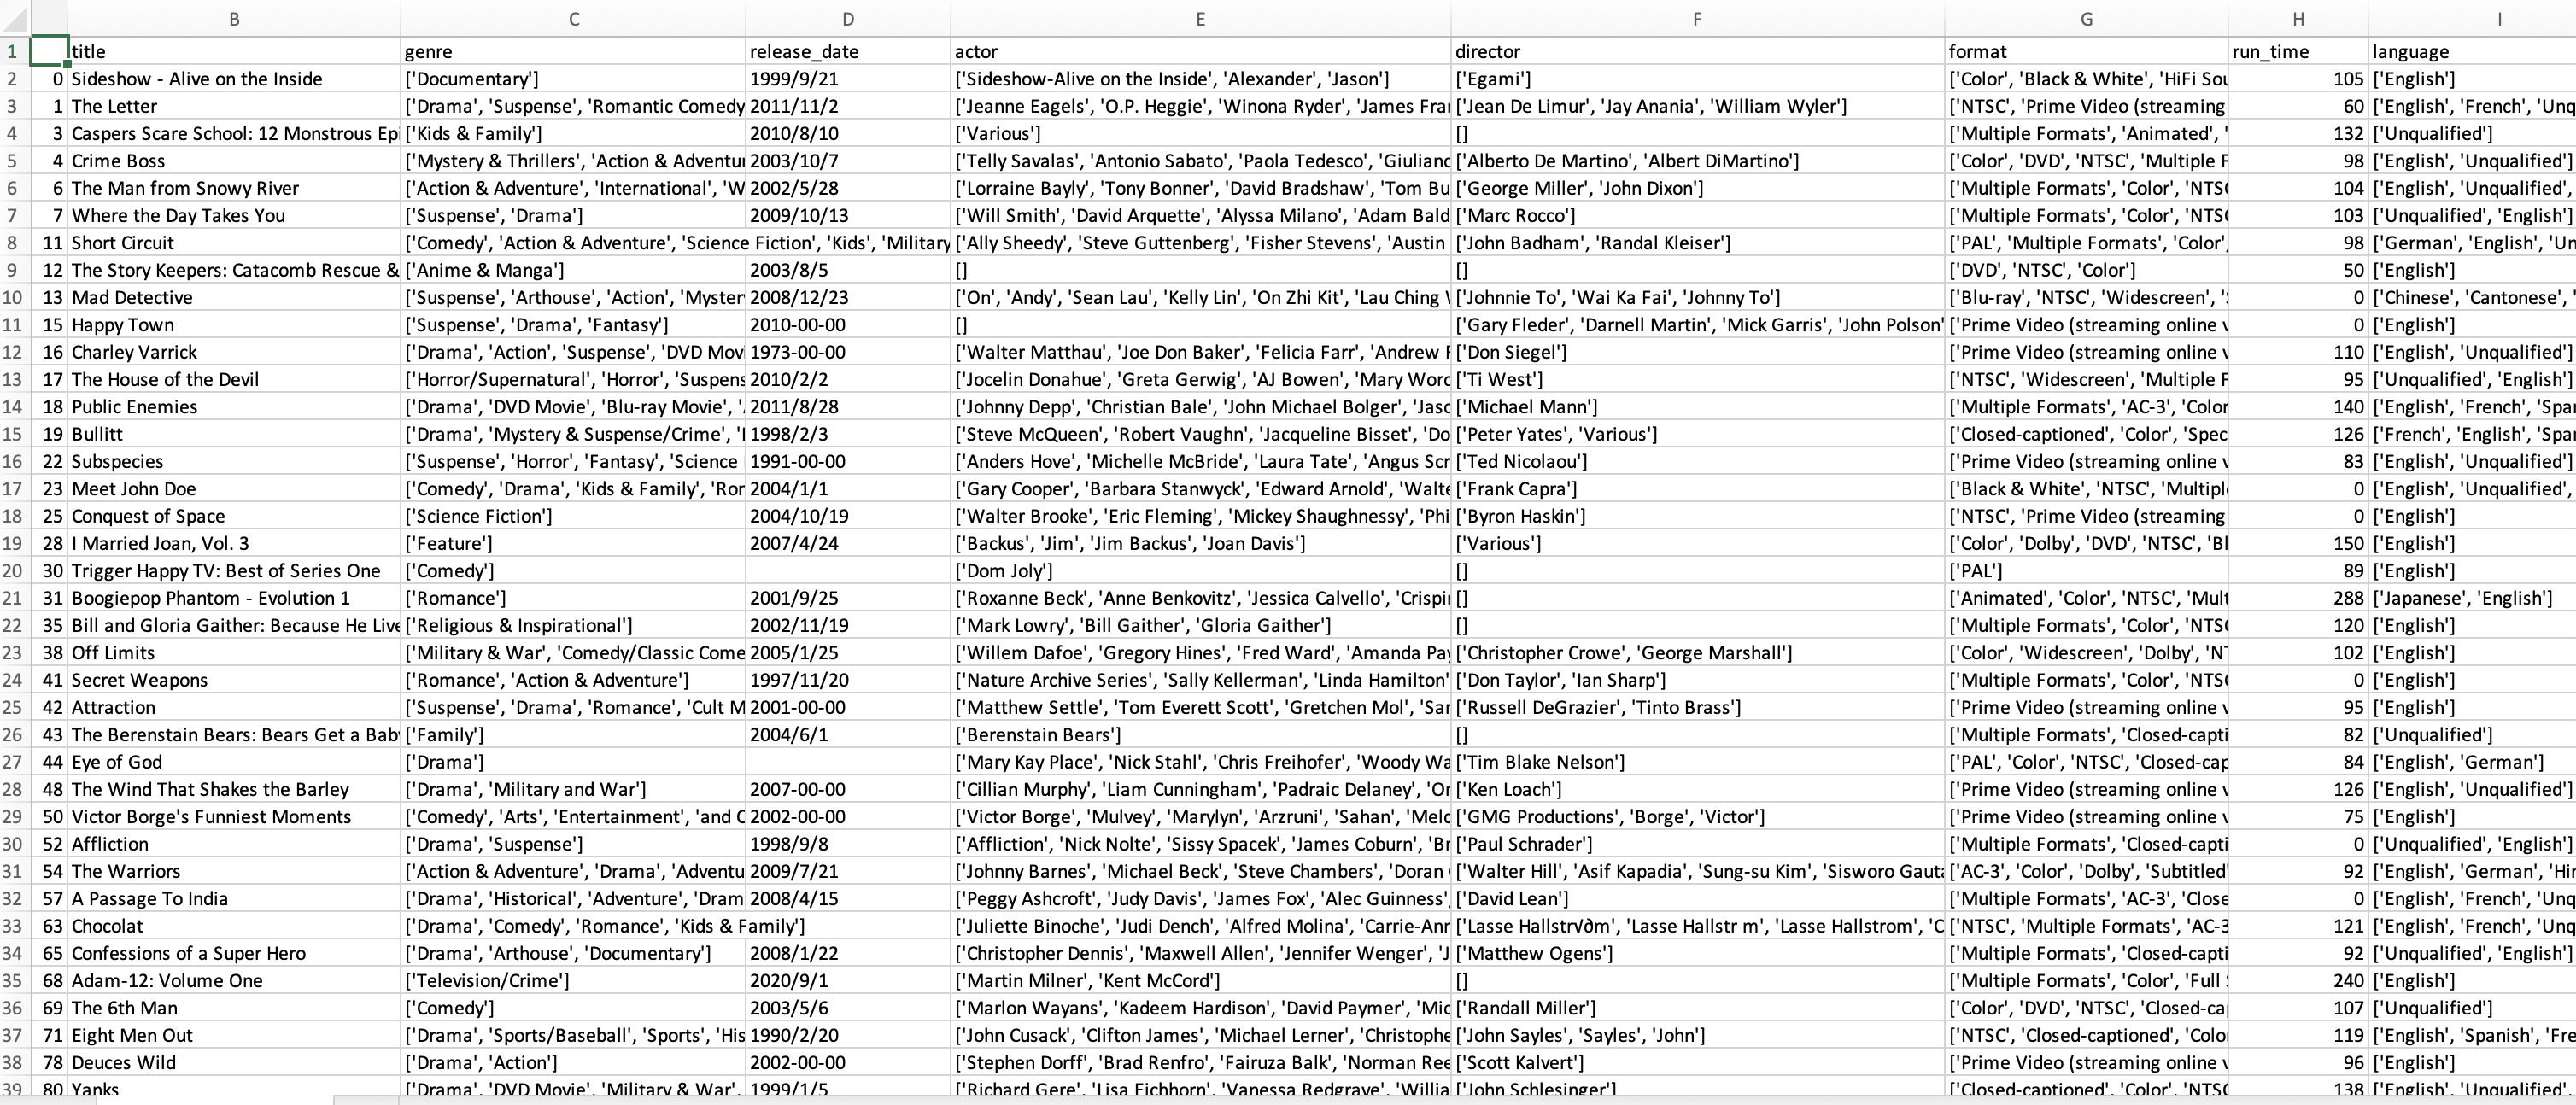 B C D E F G H I
1 title genre release_date actor director format run_time language
2 0 Sideshow - Alive on the Inside ['Documentary'] 1999/9/21 ['Sideshow-Alive on the Inside', 'Alexander', 'Jason'] ['Egami'] ['Color', 'Black & White', 'HiFi Sou 105 ['English']
3 1 The Letter ['Drama', 'Suspense', 'Romantic Comedy 2011/11/2 ['Jeanne Eagels', 'O.P. Heggie', 'Winona Ryder', 'James Fra ['Jean De Limur', 'Jay Anania', 'William Wyler'] ['NTSC', 'Prime Video (streaming 60 ['English', 'French', 'Unq
4 3 Caspers Scare School: 12 Monstrous Epi ['Kids & Family'] 2010/8/10 ['Various'] [] ['Multiple Formats', 'Animated', ' 132 ['Unqualified']
5 4 Crime Boss ['Mystery & Thrillers', 'Action & Adventu 2003/10/7 ['Telly Savalas', 'Antonio Sabato', 'Paola Tedesco', 'Giuliano ['Alberto De Martino', 'Albert DiMartino'] ['Color', 'DVD', 'NTSC', 'Multiple F 98 ['English', 'Unqualified']
6 6 The Man from Snowy River ['Action & Adventure', 'International', 'W 2002/5/28 ['Lorraine Bayly', 'Tony Bonner', 'David Bradshaw', 'Tom Bu ['George Miller', 'John Dixon'] ['Multiple Formats', 'Color', 'NTSC 104 ['English', 'Unqualified',
7 7 Where the Day Takes You ['Suspense', 'Drama'] 2009/10/13 ['Will Smith', 'David Arquette', 'Alyssa Milano', 'Adam Bald ['Marc Rocco'] ['Multiple Formats', 'Color', 'NTSC 103 ['Unqualified', 'English']
8 11 Short Circuit ['Comedy', 'Action & Adventure', 'Science Fiction', 'Kids', 'Military ['Ally Sheedy', 'Steve Guttenberg', 'Fisher Stevens', 'Austin ['John Badham', 'Randal Kleiser'] ['PAL', 'Multiple Formats', 'Color', 98 ['German', 'English', 'Un
9 12 The Story Keepers: Catacomb Rescue & ['Anime & Manga'] 2003/8/5 [] [] ['DVD', 'NTSC', 'Color'] 50 ['English']
10 13 Mad Detective ['Suspense', 'Arthouse', 'Action', 'Myster 2008/12/23 ['On', 'Andy', 'Sean Lau', 'Kelly Lin', 'On Zhi Kit', 'Lau Ching ['Johnnie To', 'Wai Ka Fai', 'Johnny To'] ['Blu-ray', 'NTSC', 'Widescreen', ' 0 ['Chinese', 'Cantonese', '
11 15 Happy Town ['Suspense', 'Drama', 'Fantasy'] 2010-00-00 [] ['Gary Fleder', 'Darnell Martin', 'Mick Garris', 'John Polson' ['Prime Video (streaming online v 0 ['English']
12 16 Charley Varrick ['Drama', 'Action', 'Suspense', 'DVD Mov 1973-00-00 ['Walter Matthau', 'Joe Don Baker', 'Felicia Farr', 'Andrew F ['Don Siegel'] ['Prime Video (streaming online v 110 ['English', 'Unqualified']
13 17 The House of the Devil ['Horror/Supernatural', 'Horror', 'Suspens 2010/2/2 ['Jocelin Donahue', 'Greta Gerwig', 'AJ Bowen', 'Mary Woro ['Ti West'] ['NTSC', 'Widescreen', 'Multiple F 95 ['Unqualified', 'English']
14 18 Public Enemies ['Drama', 'DVD Movie', 'Blu-ray Movie', ' 2011/8/28 ['Johnny Depp', 'Christian Bale', 'John Michael Bolger', 'Jaso ['Michael Mann'] ['Multiple Formats', 'AC-3', 'Color 140 ['English', 'French', 'Spa
15 19 Bullitt ['Drama', 'Mystery & Suspense/Crime', ' 1998/2/3 ['Steve McQueen', 'Robert Vaughn', 'Jacqueline Bisset', 'Do ['Peter Yates', 'Various'] ['Closed-captioned', 'Color', 'Spec 126 ['French', 'English', 'Spa
16 22 Subspecies ['Suspense', 'Horror', 'Fantasy', 'Science 1991-00-00 ['Anders Hove', 'Michelle McBride', 'Laura Tate', 'Angus Scr ['Ted Nicolaou'] ['Prime Video (streaming online v 83 ['English', 'Unqualified']
17 23 Meet John Doe ['Comedy', 'Drama', 'Kids & Family', 'Rom 2004/1/1 ['Gary Cooper', 'Barbara Stanwyck', 'Edward Arnold', 'Walte ['Frank Capra'] ['Black & White', 'NTSC', 'Multipl 0 ['English', 'Unqualified',
18 25 Conquest of Space ['Science Fiction'] 2004/10/19 ['Walter Brooke', 'Eric Fleming', 'Mickey Shaughnessy', 'Phi ['Byron Haskin'] ['NTSC', 'Prime Video (streaming 0 ['English']
19 28 I Married Joan, Vol. 3 ['Feature'] 2007/4/24 ['Backus', 'Jim', 'Jim Backus', 'Joan Davis'] ['Various'] ['Color', 'Dolby', 'DVD', 'NTSC', 'Bl 150 ['English']
20 30 Trigger Happy TV: Best of Series One ['Comedy'] ['Dom Joly'] [] ['PAL'] 89 ['English']
21 31 Boogiepop Phantom - Evolution 1 ['Romance'] 2001/9/25 ['Roxanne Beck', 'Anne Benkovitz', 'Jessica Calvello', 'Crispi [] ['Animated', 'Color', 'NTSC', 'Mult 288 ['Japanese', 'English']
22 35 Bill and Gloria Gaither: Because He Live ['Religious & Inspirational'] 2002/11/19 ['Mark Lowry', 'Bill Gaither', 'Gloria Gaither'] [] ['Multiple Formats', 'Color', 'NTSC 120 ['English']
23 38 Off Limits ['Military & War', 'Comedy/Classic Come 2005/1/25 ['Willem Dafoe', 'Gregory Hines', 'Fred Ward', 'Amanda Pay ['Christopher Crowe', 'George Marshall'] ['Color', 'Widescreen', 'Dolby', 'NT 102 ['English']
24 41 Secret Weapons ['Romance', 'Action & Adventure'] 1997/11/20 ['Nature Archive Series', 'Sally Kellerman', 'Linda Hamilton' ['Don Taylor', 'Ian Sharp'] ['Multiple Formats', 'Color', 'NTSC 0 ['English']
25 42 Attraction ['Suspense', 'Drama', 'Romance', 'Cult M 2001-00-00 ['Matthew Settle', 'Tom Everett Scott', 'Gretchen Mol', 'Sam ['Russell DeGrazier', 'Tinto Brass'] ['Prime Video (streaming online v 95 ['English']
26 43 The Berenstain Bears: Bears Get a Bab ['Family'] 2004/6/1 ['Berenstain Bears'] [] ['Multiple Formats', 'Closed-capti 82 ['Unqualified']
27 44 Eye of God ['Drama'] ['Mary Kay Place', 'Nick Stahl', 'Chris Freihofer', 'Woody Wa ['Tim Blake Nelson'] ['PAL', 'Color', 'NTSC', 'Closed-cap 84 ['English', 'German']
28 48 The Wind That Shakes the Barley ['Drama', 'Military and War'] 2007-00-00 ['Cillian Murphy', 'Liam Cunningham', 'Padraic Delaney', 'Or ['Ken Loach'] ['Prime Video (streaming online v 126 ['English', 'Unqualified']
29 50 Victor Borge's Funniest Moments ['Comedy', 'Arts', 'Entertainment', 'and C 2002-00-00 ['Victor Borge', 'Mulvey', 'Marylyn', 'Arzruni', 'Sahan', 'Melc ['GMG Productions', 'Borge', 'Victor'] ['Prime Video (streaming online v 75 ['English']
30 52 Affliction ['Drama', 'Suspense'] 1998/9/8 ['Affliction', 'Nick Nolte', 'Sissy Spacek', 'James Coburn', 'Br ['Paul Schrader'] ['Multiple Formats', 'Closed-capti 0 ['Unqualified', 'English']
31 54 The Warriors ['Action & Adventure', 'Drama', 'Adventu 2009/7/21 ['Johnny Barnes', 'Michael Beck', 'Steve Chambers', 'Doran ['Walter Hill', 'Asif Kapadia', 'Sung-su Kim', 'Sisworo Gauta ['AC-3', 'Color', 'Dolby', 'Subtitled' 92 ['English', 'German', 'Hin
32 57 A Passage To India ['Drama', 'Historical', 'Adventure', 'Dram 2008/4/15 ['Peggy Ashcroft', 'Judy Davis', 'James Fox', 'Alec Guinness', ['David Lean'] ['Multiple Formats', 'AC-3', 'Close 0 ['English', 'French', 'Unq
33 63 Chocolat ['Drama', 'Comedy', 'Romance', 'Kids & Family'] ['Juliette Binoche', 'Judi Dench', 'Alfred Molina', 'Carrie-Ann ['Lasse Hallstr√∂m', 'Lasse Hallstr m', 'Lasse Hallstrom', 'C ['NTSC', 'Multiple Formats', 'AC-3 121 ['English', 'French', 'Unq
34 65 Confessions of a Super Hero ['Drama', 'Arthouse', 'Documentary'] 2008/1/22 ['Christopher Dennis', 'Maxwell Allen', 'Jennifer Wenger', 'J ['Matthew Ogens'] ['Multiple Formats', 'Closed-capti 92 ['Unqualified', 'English']
35 68 Adam-12: Volume One ['Television/Crime'] 2020/9/1 ['Martin Milner', 'Kent McCord'] [] ['Multiple Formats', 'Color', 'Full 240 ['English']
36 69 The 6th Man ['Comedy'] 2003/5/6 ['Marlon Wayans', 'Kadeem Hardison', 'David Paymer', 'Mic ['Randall Miller'] ['Color', 'DVD', 'NTSC', 'Closed-ca 107 ['Unqualified']
37 71 Eight Men Out ['Drama', 'Sports/Baseball', 'Sports', 'His 1990/2/20 ['John Cusack', 'Clifton James', 'Michael Lerner', 'Christophe ['John Sayles', 'Sayles', 'John'] ['NTSC', 'Closed-captioned', 'Colo 119 ['English', 'Spanish', 'Fre
38 78 Deuces Wild ['Drama', 'Action'] 2002-00-00 ['Stephen Dorff', 'Brad Renfro', 'Fairuza Balk', 'Norman Ree ['Scott Kalvert'] ['Prime Video (streaming online v 96 ['English']
39 80 Yanks ['Drama', 'DVD Movie', 'Military & War', 1999/1/5 ['Richard Gere', 'Lisa Eichhorn', 'Vanessa Redgrave', 'Willia ['John Schlesinger'] ['Closed-captioned', 'Color', 'NTSC 138 ['English', 'Unqualified',